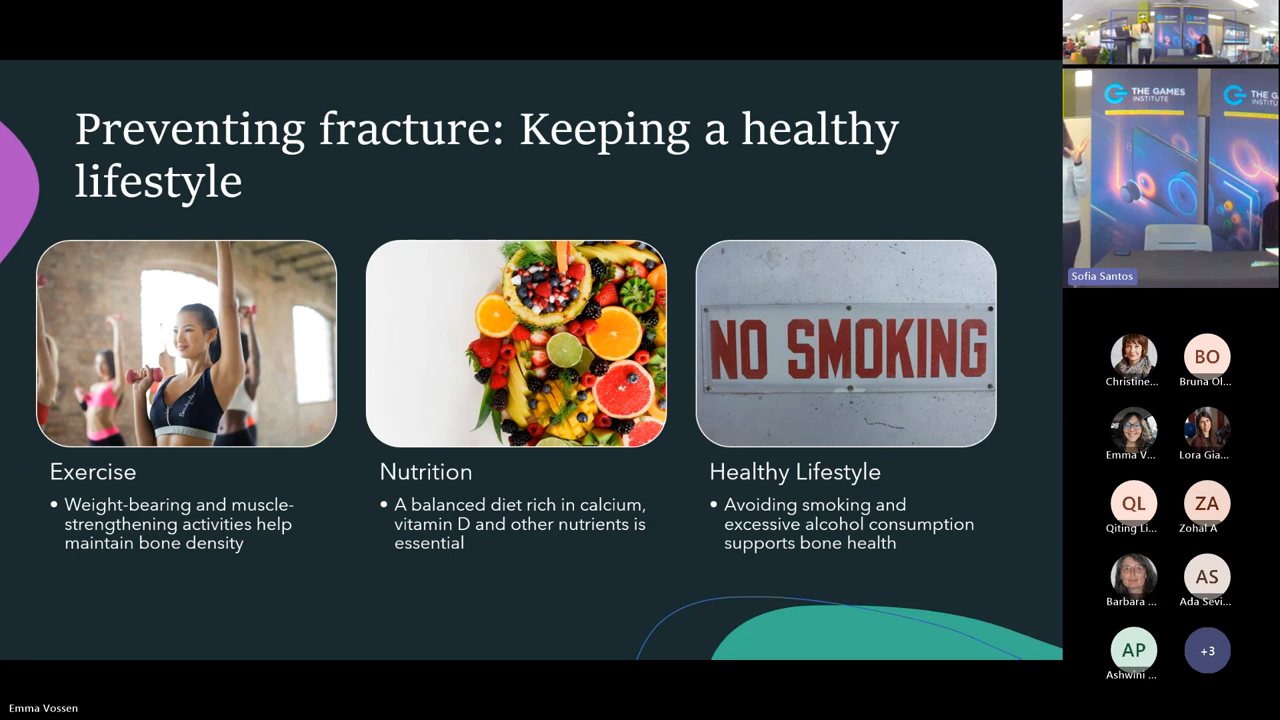 Preventing fracture: Keeping a healthy
lifestyle
NO SMOKING
Exercise
• Weight-bearing and muscle-
strengthening activities help
maintain bone density
Nutrition
• A balanced diet rich in calcium,
vitamin D and other nutrients is
essential
Healthy Lifestyle
• Avoiding smoking and
excessive alcohol consumption
supports bone health
THE GAMES
INSTITUTE
THE G
INST
Sofia Santos
Christine...
BO
Bruna Ol...
Emma V...
Lora Gia...
QL
Qiting Li...
ZA
Zohal A
Barbara ...
AS
Ada Sevi...
AP
Ashwini ...
+3
Emma Vossen